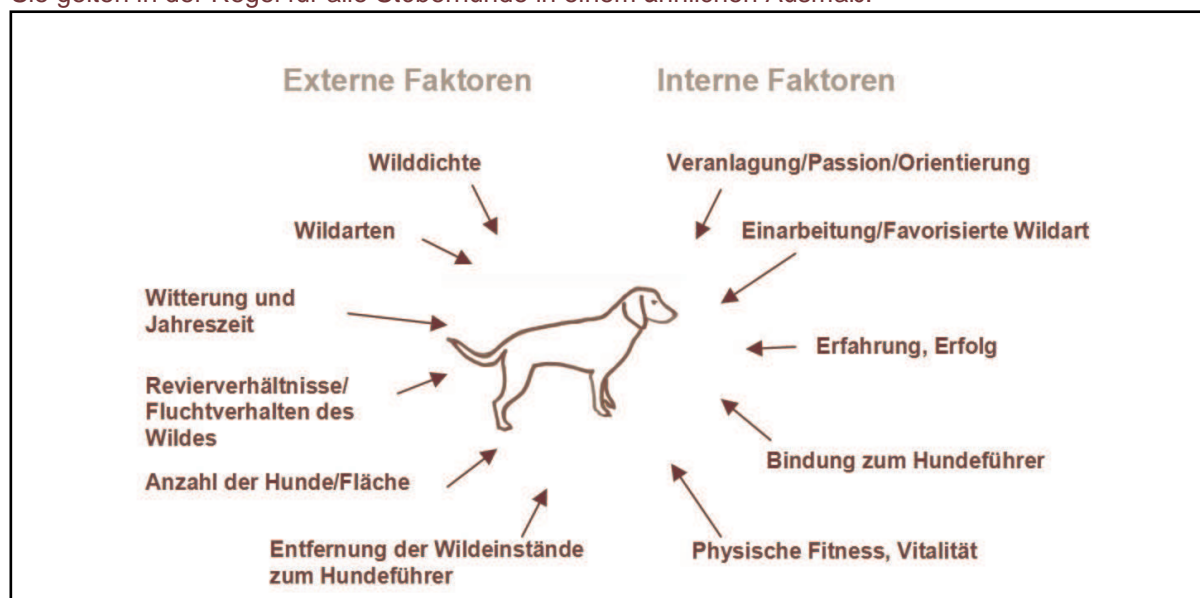 Sie gelten in der Regel für alle Stöberhunde in einem ähnlichen Ausmaß.
Externe Faktoren
Interne Faktoren
Wilddichte
Veranlagung/Passion/Orientierung
Wildarten
Einarbeitung/Favorisierte Wildart
Witterung und
Jahreszeit
Erfahrung, Erfolg
Revierverhältnisse/
Fluchtverhalten des
Wildes
Bindung zum Hundeführer
Anzahl der Hunde/Fläche
Entfernung der Wildeinstände
zum Hundeführer
Physische Fitness, Vitalität